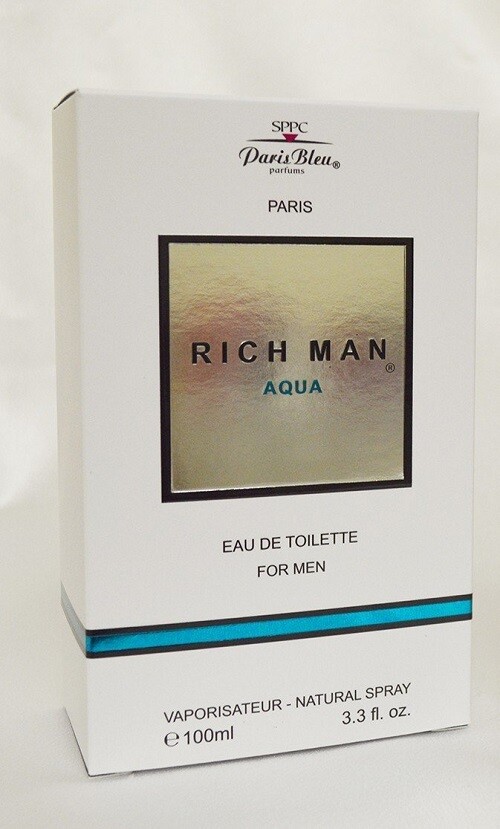 SPPC
Paris Bleu®
parfums
PARIS
RICH MAN®
AQUA
EAU DE TOILETTE
FOR MEN
VAPORISATEUR - NATURAL SPRAY
℮100ml 3.3 fl. oz.